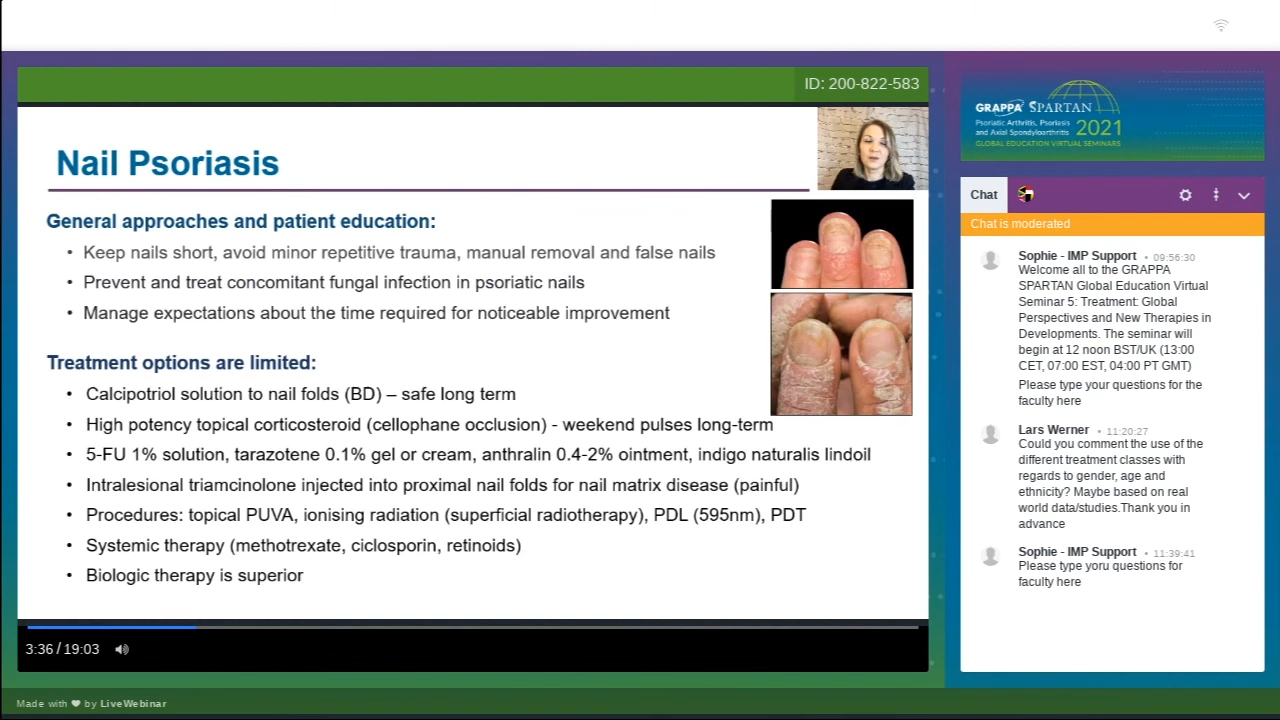 ID: 200-822-583
Nail Psoriasis
General approaches and patient education:
• Keep nails short, avoid minor repetitive trauma, manual removal and false nails
• Prevent and treat concomitant fungal infection in psoriatic nails
• Manage expectations about the time required for noticeable improvement
Treatment options are limited:
• Calcipotriol solution to nail folds (BD) – safe long term
• High potency topical corticosteroid (cellophane occlusion) - weekend pulses long-term
• 5-FU 1% solution, tarazotene 0.1% gel or cream, anthralin 0.4-2% ointment, indigo naturalis lindoil
• Intralesional triamcinolone injected into proximal nail folds for nail matrix disease (painful)
• Procedures: topical PUVA, ionising radiation (superficial radiotherapy), PDL (595nm), PDT
• Systemic therapy (methotrexate, ciclosporin, retinoids)
• Biologic therapy is superior
3:36 / 19:03
Made with ❤ by LiveWebinar
GRAPPA SPARTAN
Psoriatic Arthritis, Psoriasis
and Axial Spondyloarthritis 2021
GLOBAL EDUCATION VIRTUAL SEMINARS
Chat
Chat is moderated
Sophie - IMP Support • 09:56:30
Welcome all to the GRAPPA
SPARTAN Global Education Virtual
Seminar 5: Treatment: Global
Perspectives and New Therapies in
Developments. The seminar will
begin at 12 noon BST/UK (13:00
CET, 07:00 EST, 04:00 PT GMT)
Please type your questions for the
faculty here
Lars Werner • 11:20:27
Could you comment the use of the
different treatment classes with
regards to gender, age and
ethnicity? Maybe based on real
world data/studies.Thank you in
advance
Sophie - IMP Support • 11:39:41
Please type yoru questions for
faculty here